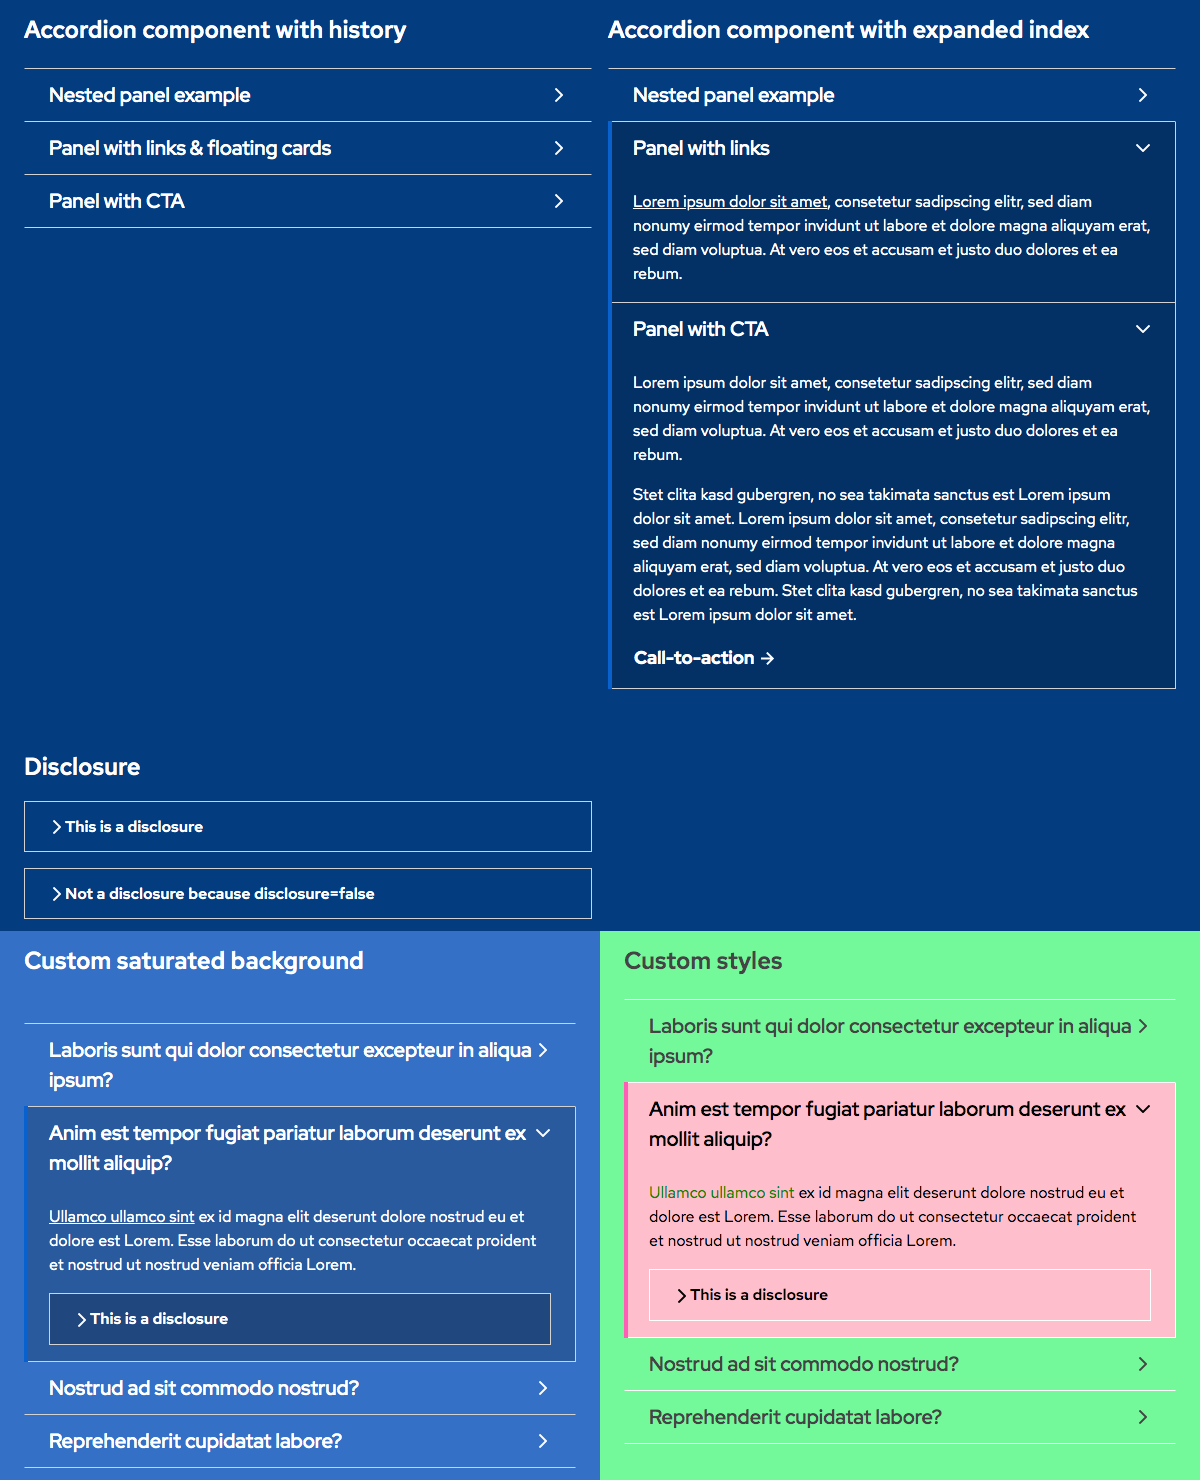 Accordion component with history
Nested panel example
Panel with links & floating cards
Panel with CTA
Accordion component with expanded index
Nested panel example
Panel with links
Lorem ipsum dolor sit amet, consetetur sadipscing elitr, sed diam
nonumy eirmod tempor invidunt ut labore et dolore magna aliquyam erat,
sed diam voluptua. At vero eos et accusam et justo duo dolores et ea
rebum.
Panel with CTA
Lorem ipsum dolor sit amet, consetetur sadipscing elitr, sed diam
nonumy eirmod tempor invidunt ut labore et dolore magna aliquyam erat,
sed diam voluptua. At vero eos et accusam et justo duo dolores et ea
rebum.
Stet clita kasd gubergren, no sea takimata sanctus est Lorem ipsum
dolor sit amet. Lorem ipsum dolor sit amet, consetetur sadipscing elitr,
sed diam nonumy eirmod tempor invidunt ut labore et dolore magna
aliquyam erat, sed diam voluptua. At vero eos et accusam et justo duo
dolores et ea rebum. Stet clita kasd gubergren, no sea takimata sanctus
est Lorem ipsum dolor sit amet.
Call-to-action →
Disclosure
This is a disclosure
Not a disclosure because disclosure=false
Custom saturated background
Laboris sunt qui dolor consectetur excepteur in aliqua
ipsum?
Anim est tempor fugiat pariatur laborum deserunt ex
mollit aliquip?
Ullamco ullamco sint ex id magna elit deserunt dolore nostrud eu et
dolore est Lorem. Esse laborum do ut consectetur occaecat proident
et nostrud ut nostrud veniam officia Lorem.
This is a disclosure
Nostrud ad sit commodo nostrud?
Reprehenderit cupidatat labore?
Custom styles
Laboris sunt qui dolor consectetur excepteur in aliqua
ipsum?
Anim est tempor fugiat pariatur laborum deserunt ex
mollit aliquip?
Ullamco ullamco sint ex id magna elit deserunt dolore nostrud eu et
dolore est Lorem. Esse laborum do ut consectetur occaecat proident
et nostrud ut nostrud veniam officia Lorem.
This is a disclosure
Nostrud ad sit commodo nostrud?
Reprehenderit cupidatat labore?